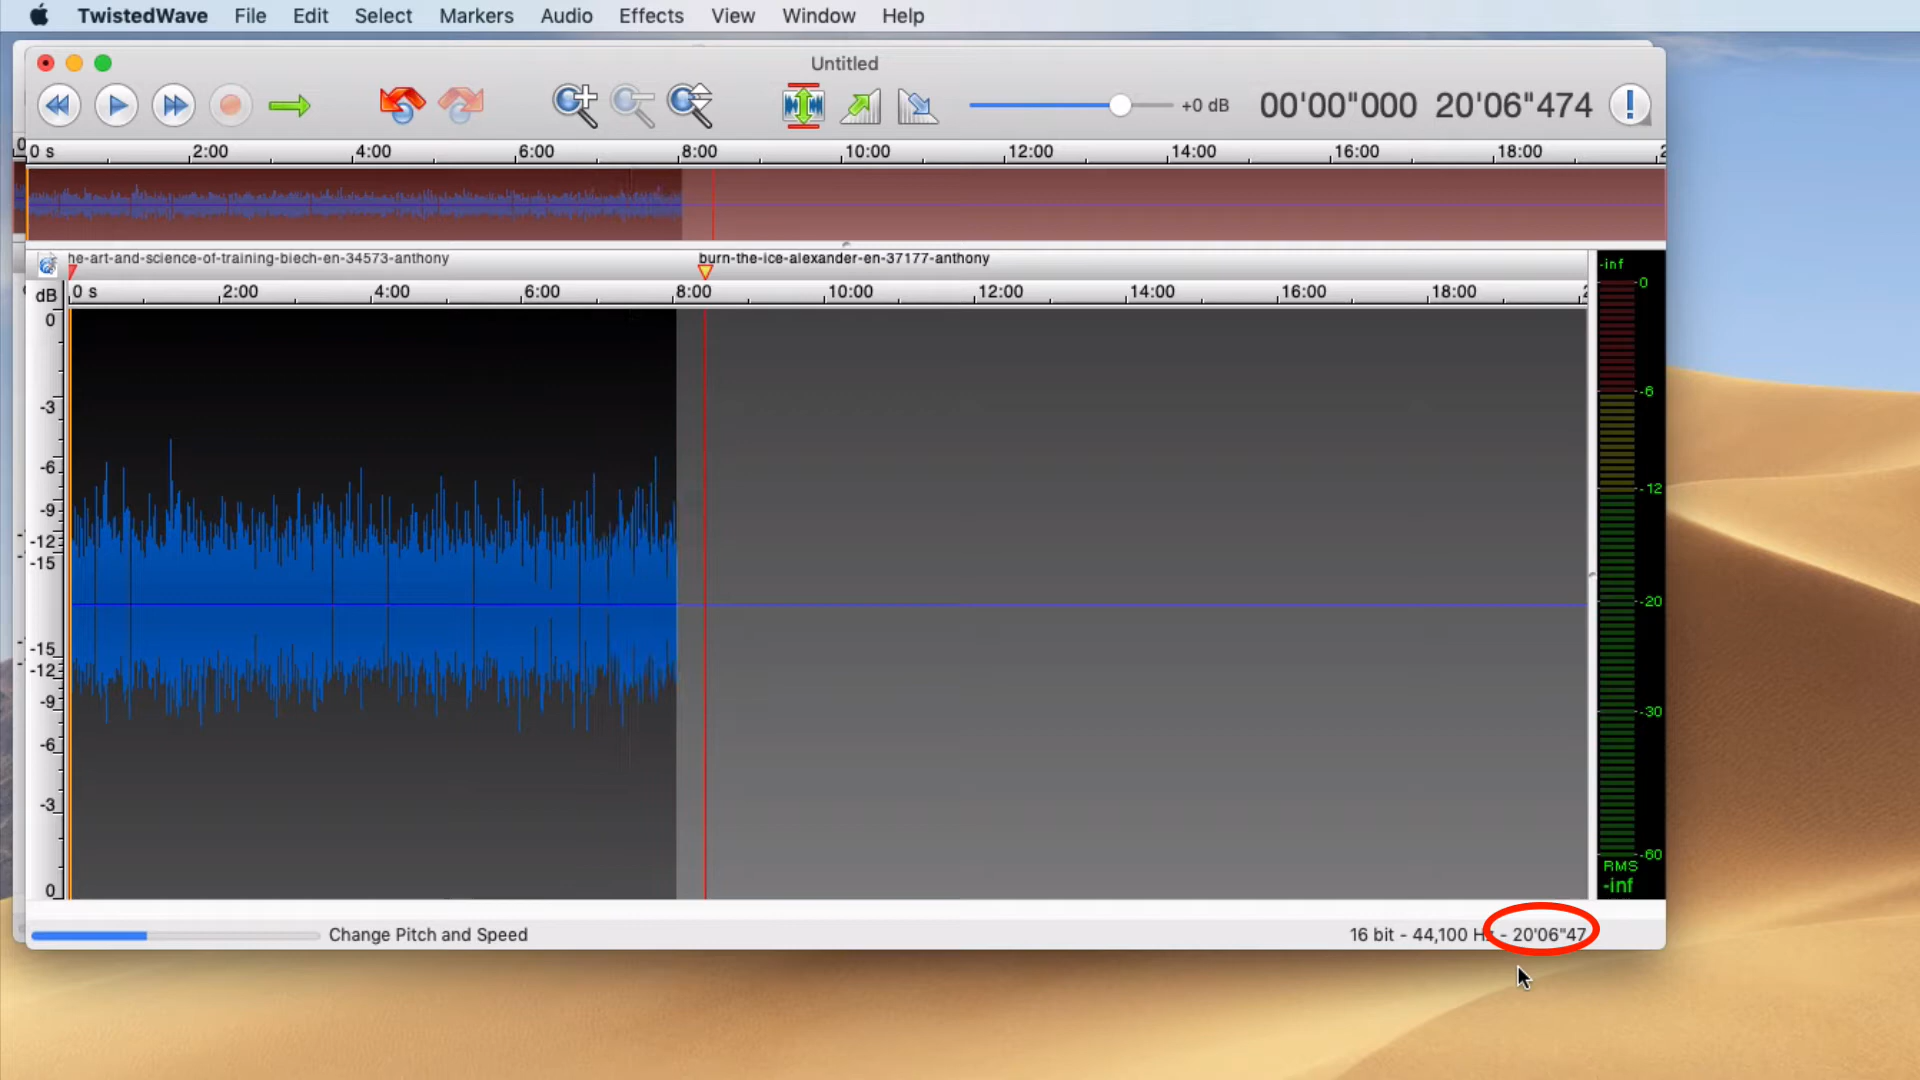 TwistedWave File Edit Select Markers Audio Effects View Window Help
Untitled
+0 dB 00'00"000 20'06"474
0 s 2:00 4:00 6:00 8:00 10:00 12:00 14:00 16:00 18:00
he-art-and-science-of-training-biech-en-34573-anthony burn-the-ice-alexander-en-37177-anthony
dB 0 s 2:00 4:00 6:00 8:00 10:00 12:00 14:00 16:00 18:00
0
-3
-6
-9
-12
-15
-15
-12
-9
-6
-3
0
-inf
0
-6
-12
-20
-30
-60
RMS
-inf
Change Pitch and Speed 16 bit - 44,100 Hz - 20'06"47